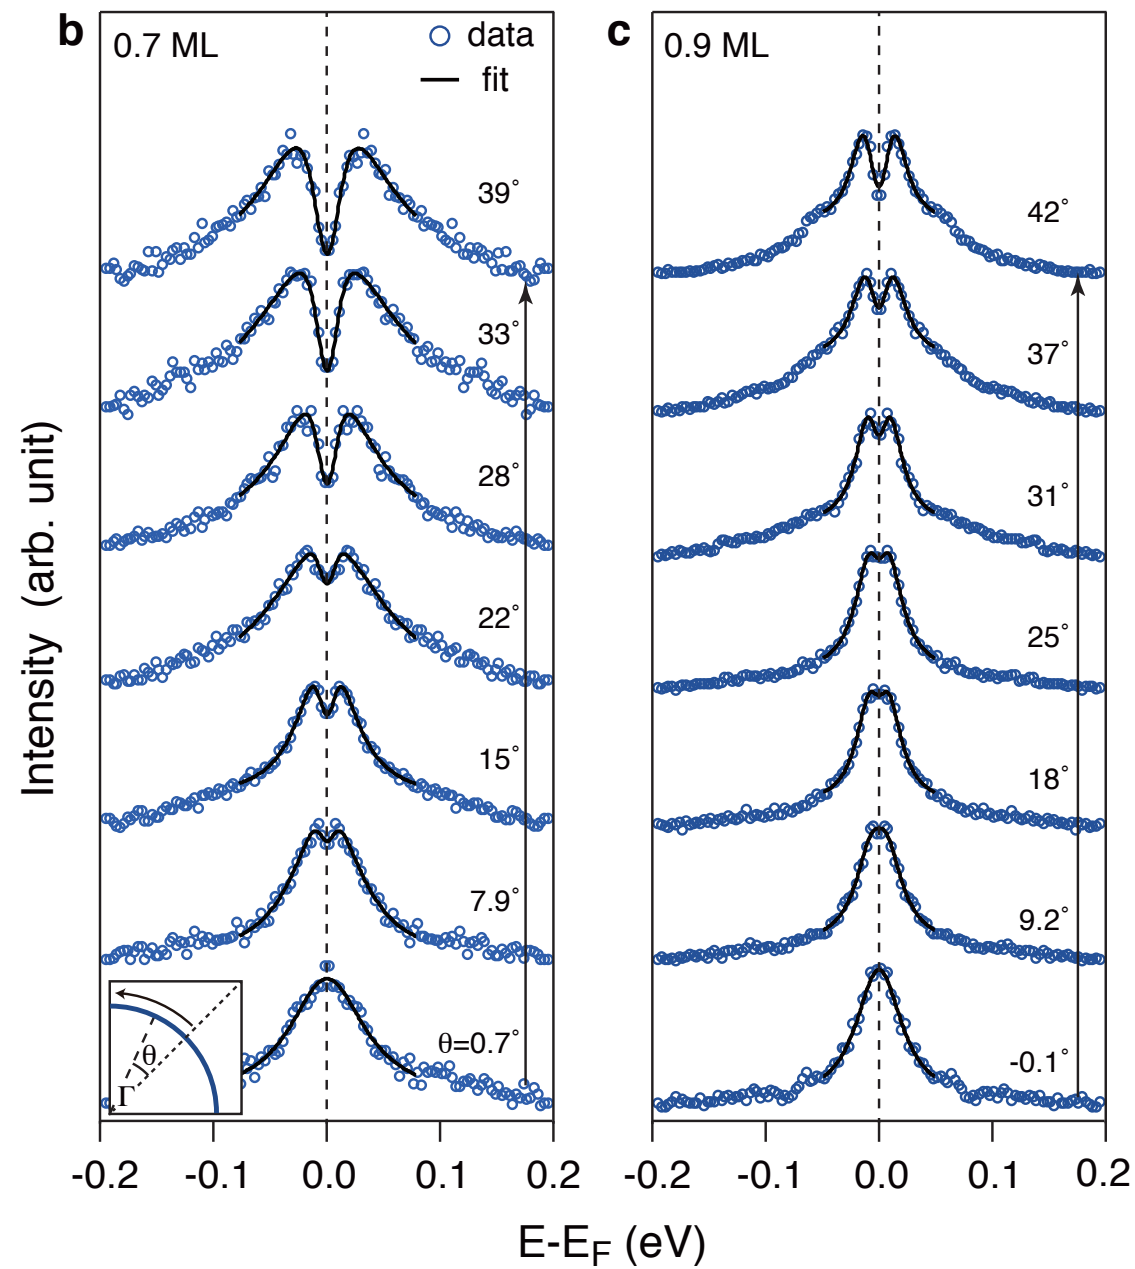 b
0.7 ML
data
fit
39°
33°
28°
22°
15°
7.9°
θ=0.7°
θ
Γ
-0.2
-0.1
0.0
0.1
0.2
c
0.9 ML
42°
37°
31°
25°
18°
9.2°
-0.1°
-0.2
-0.1
0.0
0.1
0.2
Intensity (arb. unit)
E-E_F (eV)